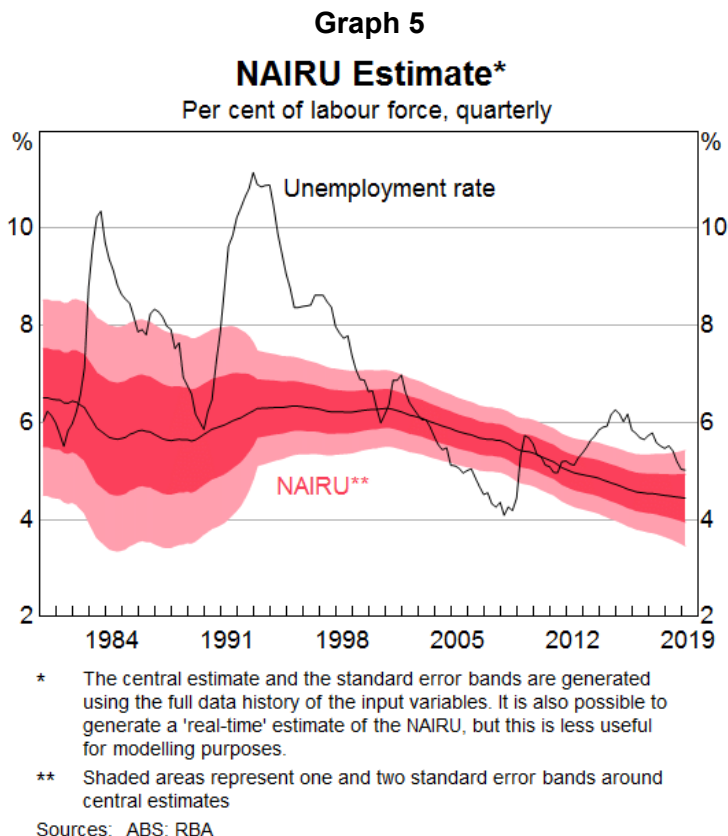 Graph 5
NAIRU Estimate*
Per cent of labour force, quarterly
% %
Unemployment rate
10 10
8 8
6 6
NAIRU**
4 4
2 2
1984 1991 1998 2005 2012 2019
* The central estimate and the standard error bands are generated
using the full data history of the input variables. It is also possible to
generate a 'real-time' estimate of the NAIRU, but this is less useful
for modelling purposes.
** Shaded areas represent one and two standard error bands around
central estimates
Sources: ABS; RBA